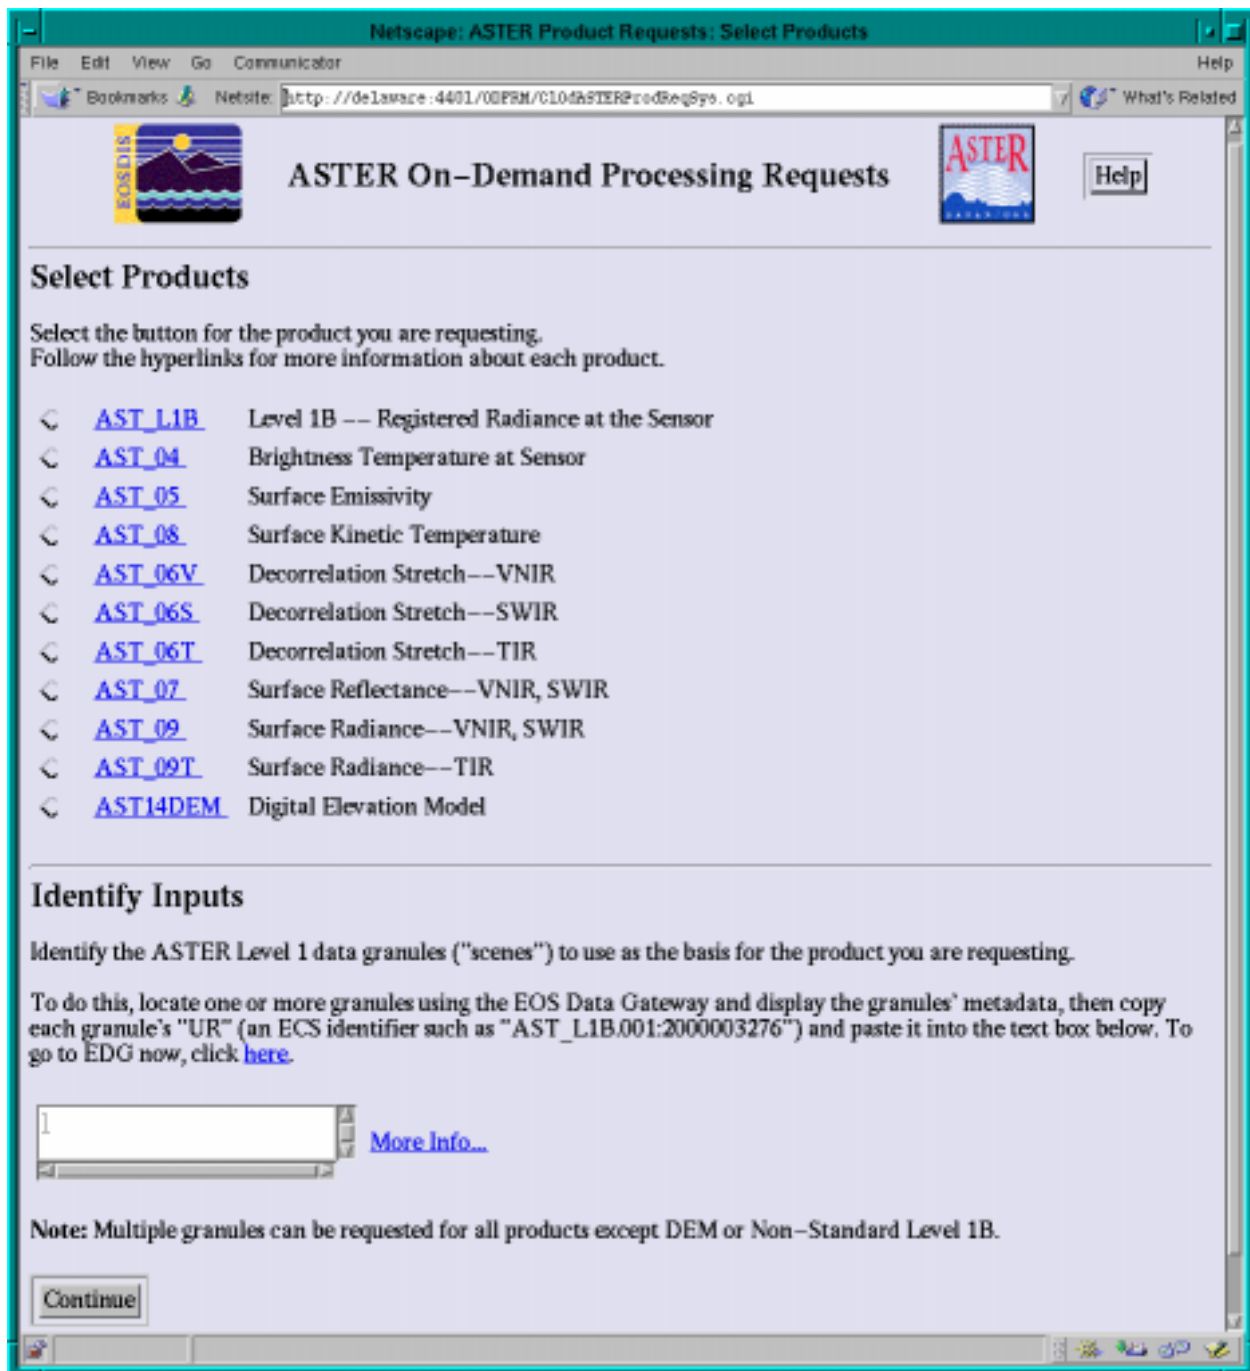 Netscape: ASTER Product Requests: Select Products
File Edit View Go Communicator Help
Bookmarks Netsite: http://delaware:4401/ODFRM/ClOdASTERProdReqSys.cgi What's Related
EOSDIS
ASTER On-Demand Processing Requests
ASTER
JAPAN/USA
Help
Select Products
Select the button for the product you are requesting.
Follow the hyperlinks for more information about each product.
AST_L1B Level 1B -- Registered Radiance at the Sensor
AST_04 Brightness Temperature at Sensor
AST_05 Surface Emissivity
AST_08 Surface Kinetic Temperature
AST_06V Decorrelation Stretch--VNIR
AST_06S Decorrelation Stretch--SWIR
AST_06T Decorrelation Stretch--TIR
AST_07 Surface Reflectance--VNIR, SWIR
AST_09 Surface Radiance--VNIR, SWIR
AST_09T Surface Radiance--TIR
AST14DEM Digital Elevation Model
Identify Inputs
Identify the ASTER Level 1 data granules ("scenes") to use as the basis for the product you are requesting.
To do this, locate one or more granules using the EOS Data Gateway and display the granules' metadata, then copy
each granule's "UR" (an ECS identifier such as "AST_L1B.001:2000003276") and paste it into the text box below. To
go to EDG now, click here.
More Info...
Note: Multiple granules can be requested for all products except DEM or Non-Standard Level 1B.
Continue